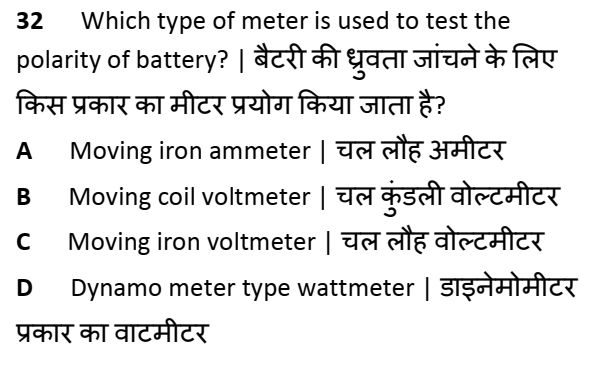 32 Which type of meter is used to test the
polarity of battery? | बैटरी की ध्रुवता जांचने के लिए
किस प्रकार का मीटर प्रयोग किया जाता है?
A Moving iron ammeter | चल लौह अमीटर
B Moving coil voltmeter | चल कुंडली वोल्टमीटर
C Moving iron voltmeter | चल लौह वोल्टमीटर
D Dynamo meter type wattmeter | डाइनेमोमीटर
प्रकार का वाटमीटर